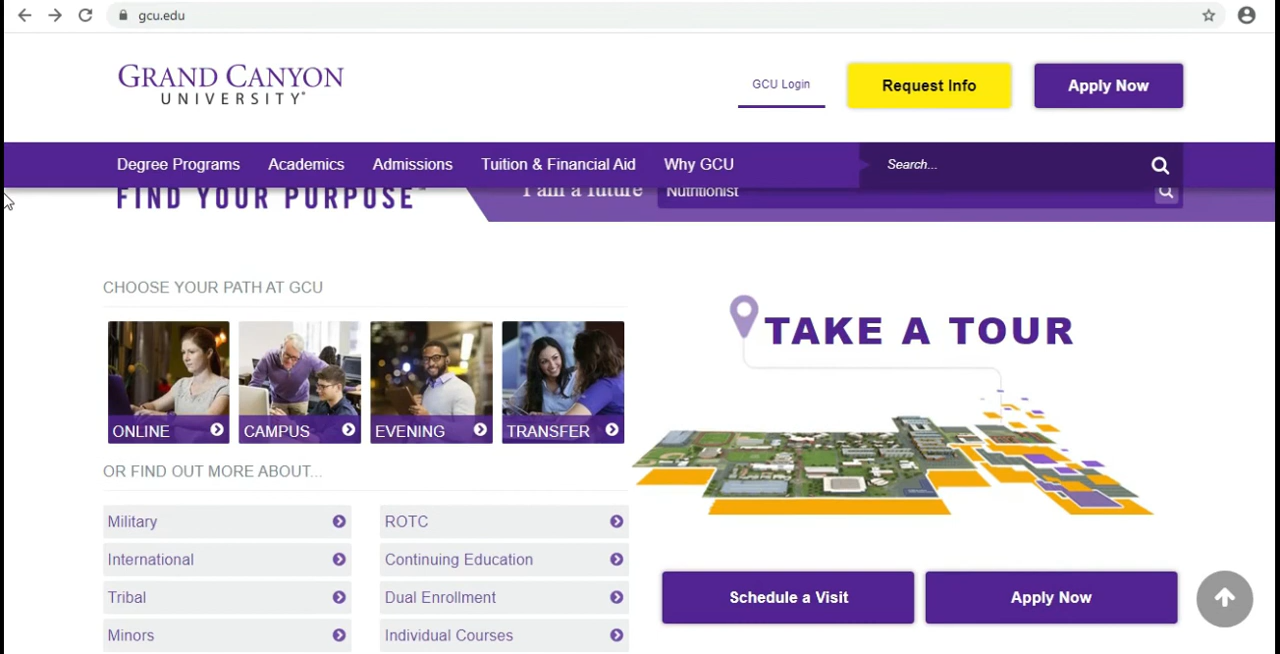 gcu.edu
GRAND CANYON
UNIVERSITY®
GCU Login
Request Info
Apply Now
Degree Programs
Academics
Admissions
Tuition & Financial Aid
Why GCU
Search...
FIND YOUR PURPOSE™
I am a future
Nutritionist
CHOOSE YOUR PATH AT GCU
ONLINE
CAMPUS
EVENING
TRANSFER
TAKE A TOUR
OR FIND OUT MORE ABOUT...
Military
ROTC
International
Continuing Education
Tribal
Dual Enrollment
Minors
Individual Courses
Schedule a Visit
Apply Now